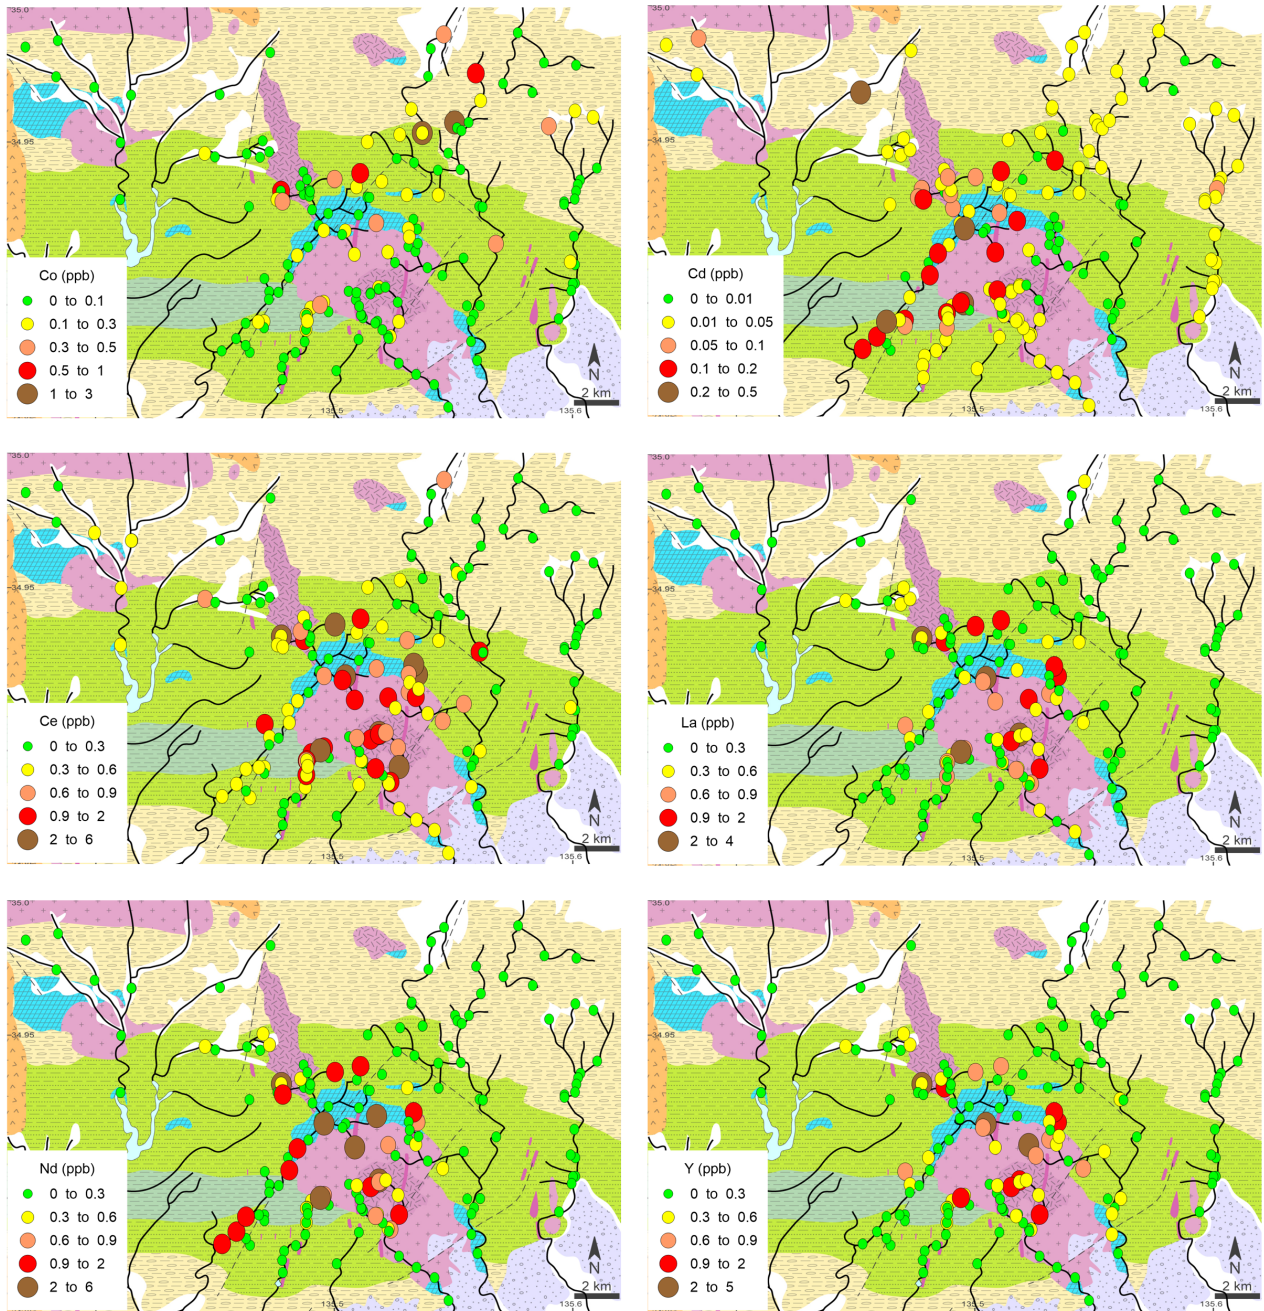 35.0
34.95
Co (ppb)
0 to 0.1
0.1 to 0.3
0.3 to 0.5
0.5 to 1
1 to 3
N
2 km
135.5
135.6
35.0
34.95
Cd (ppb)
0 to 0.01
0.01 to 0.05
0.05 to 0.1
0.1 to 0.2
0.2 to 0.5
N
2 km
135.5
135.6
35.0
34.95
Ce (ppb)
0 to 0.3
0.3 to 0.6
0.6 to 0.9
0.9 to 2
2 to 6
N
2 km
135.5
135.6
35.0
34.95
La (ppb)
0 to 0.3
0.3 to 0.6
0.6 to 0.9
0.9 to 2
2 to 4
N
2 km
135.5
135.6
35.0
34.95
Nd (ppb)
0 to 0.3
0.3 to 0.6
0.6 to 0.9
0.9 to 2
2 to 6
N
2 km
135.5
135.6
35.0
34.95
Y (ppb)
0 to 0.3
0.3 to 0.6
0.6 to 0.9
0.9 to 2
2 to 5
N
2 km
135.5
135.6